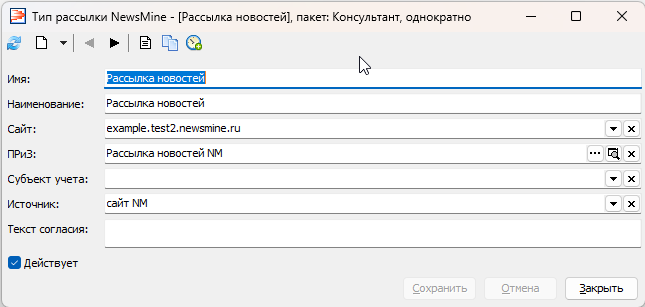 Тип рассылки NewsMine - [Рассылка новостей], пакет: Консультант, однократно
Имя: Рассылка новостей
Наименование: Рассылка новостей
Сайт: example.test2.newsmine.ru
ПРиЗ: Рассылка новостей NM
Субъект учета:
Источник: сайт NM
Текст согласия:
Действует
Сохранить Отмена Закрыть